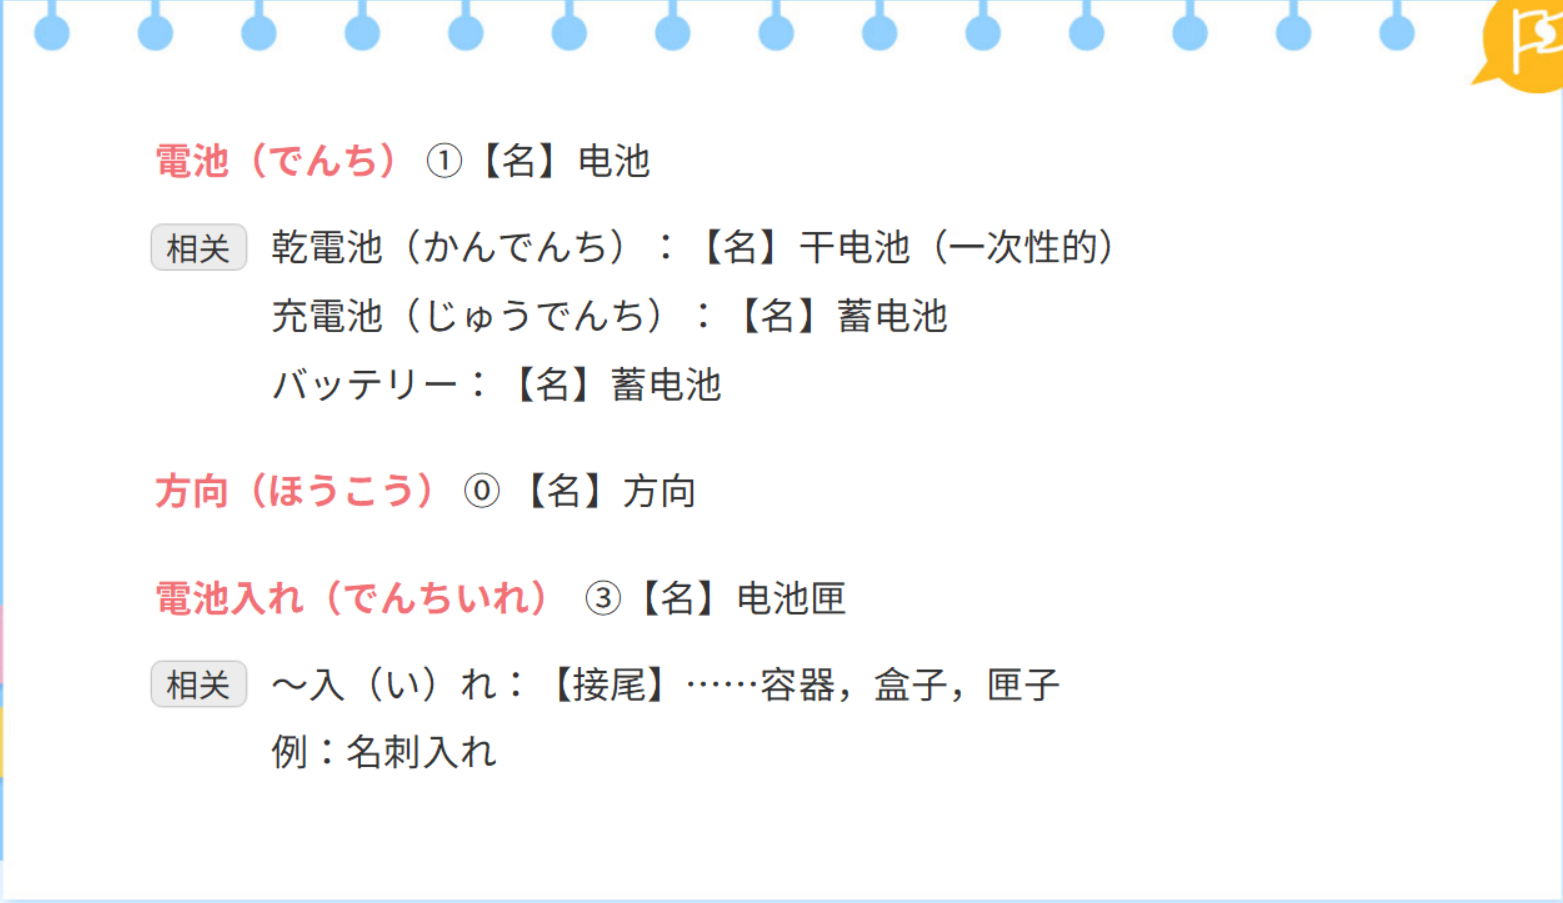 電池（でんち） ①【名】电池
相关 乾電池（かんでんち）：【名】干电池（一次性的）
充電池（じゅうでんち）：【名】蓄电池
バッテリー：【名】蓄电池
方向（ほうこう） ⓪ 【名】方向
電池入れ（でんちいれ） ③【名】电池匣
相关 ～入（い）れ：【接尾】……容器，盒子，匣子
例：名刺入れ